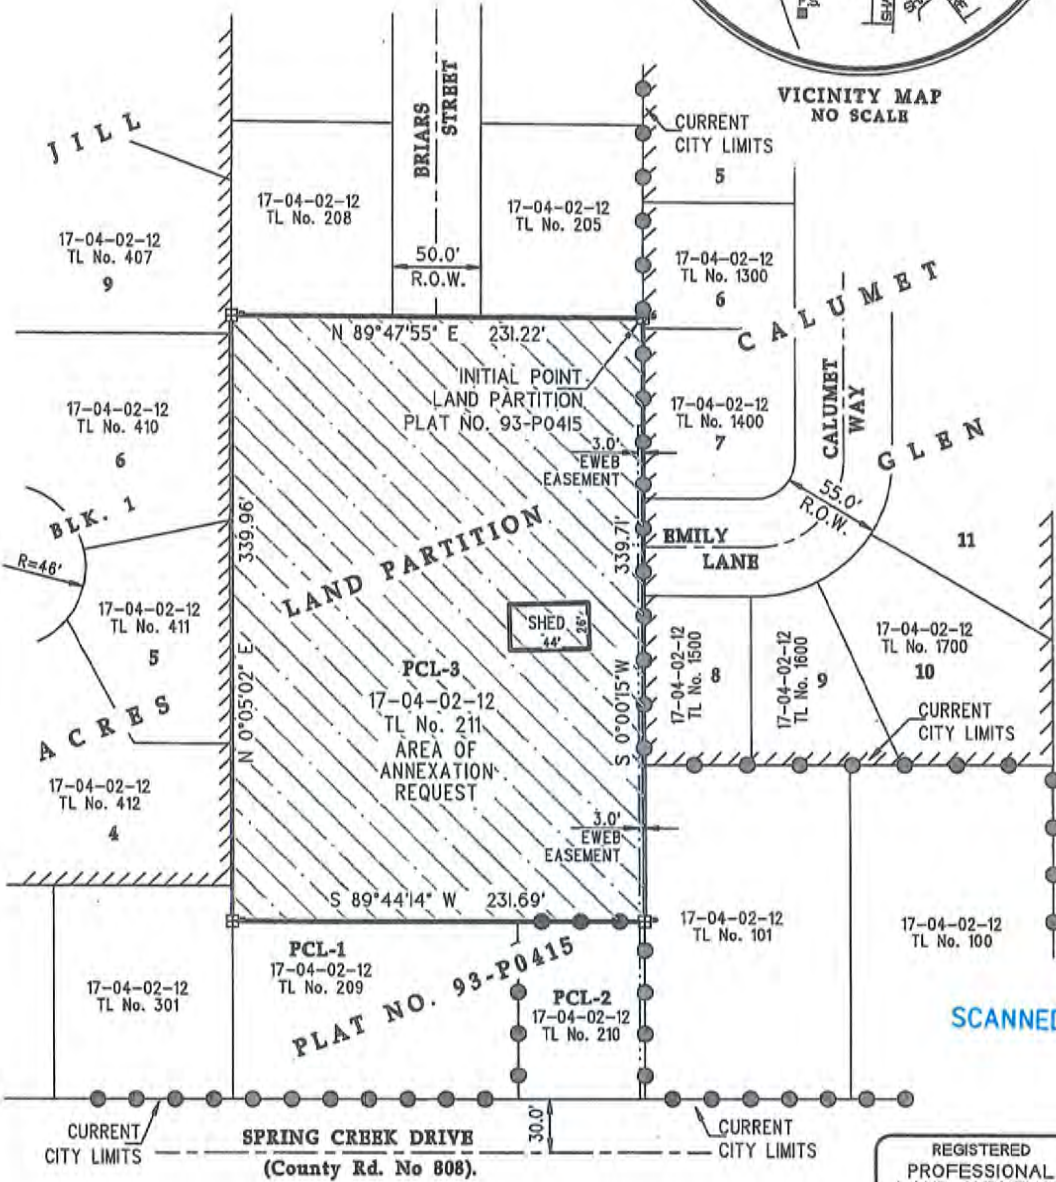 VICINITY MAP
NO SCALE
JILL
BRIARS
STREET
CURRENT
CITY LIMITS
5
17-04-02-12
TL No. 208
17-04-02-12
TL No. 205
17-04-02-12
TL No. 407
9
50.0'
R.O.W.
17-04-02-12
TL No. 1300
6
CALUMET
N 89°47'55" E 231.22'
INITIAL POINT
LAND PARTITION
PLAT NO. 93-P0415
17-04-02-12
TL No. 410
6
17-04-02-12
TL No. 1400
7
CALUMET
WAY
GLEN
3.0'
EWEB
EASEMENT
55.0'
R.O.W.
BLK. 1
R=46'
339.96'
LAND PARTITION
339.71'
EMILY
LANE
11
17-04-02-12
TL No. 411
5
SHED
44'
26'
17-04-02-12
TL No. 1500
8
17-04-02-12
TL No. 1600
9
17-04-02-12
TL No. 1700
10
N 0°05'02" E
PCL-3
17-04-02-12
TL No. 211
AREA OF
ANNEXATION
REQUEST
S 0°00'15" W
CURRENT
CITY LIMITS
ACRES
17-04-02-12
TL No. 412
4
3.0'
EWEB
EASEMENT
S 89°44'14" W 231.69'
17-04-02-12
TL No. 101
17-04-02-12
TL No. 100
PCL-1
17-04-02-12
TL No. 209
17-04-02-12
TL No. 301
PLAT NO. 93-P0415
PCL-2
17-04-02-12
TL No. 210
SCANNED
CURRENT
CITY LIMITS
SPRING CREEK DRIVE
(County Rd. No 808).
30.0'
CURRENT
CITY LIMITS
REGISTERED
PROFESSIONAL